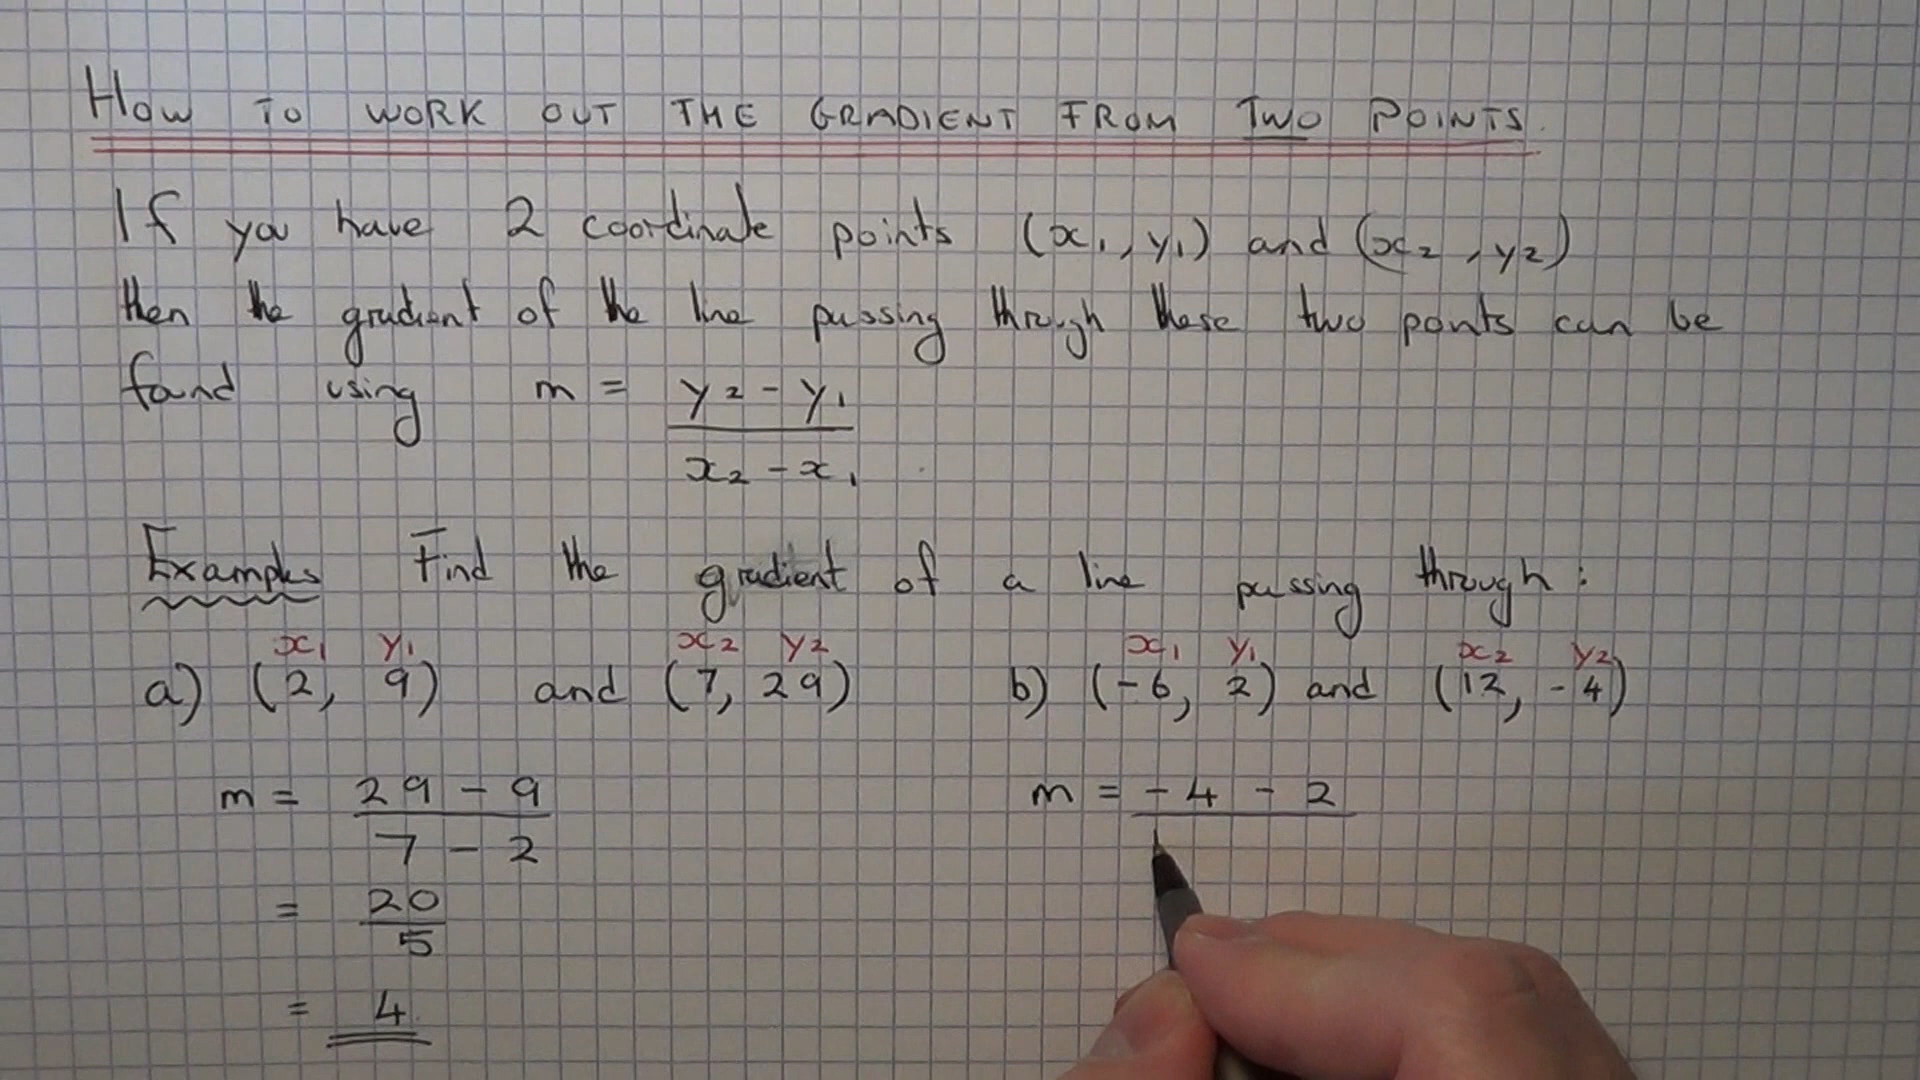 HOW TO WORK OUT THE GRADIENT FROM TWO POINTS.
If you have 2 coordinate points (x₁, y₁) and (x₂, y₂)
then the gradient of the line passing through these two points can be
found using m = y₂ - y₁
x₂ - x₁
Examples Find the gradient of a line passing through:
x₁ y₁ x₂ y₂ x₁ y₁ x₂ y₂
a) (2, 9) and (7, 29) b) (-6, 2) and (12, -4)
m = 29 - 9 m = -4 - 2
7 - 2
= 20
5
= 4